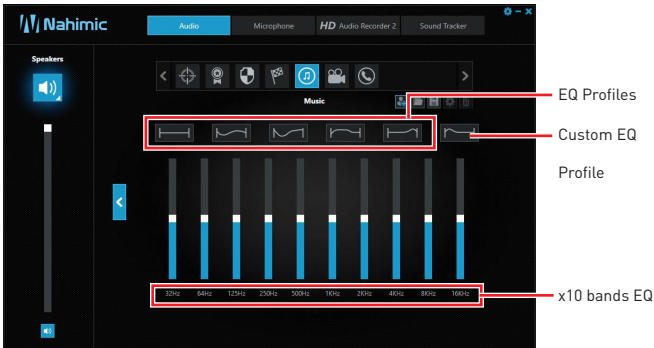 Nahimic
Audio
Microphone
HD Audio Recorder 2
Sound Tracker
Speakers
Music
EQ Profiles
Custom EQ
Profile
32Hz 64Hz 125Hz 250Hz 500Hz 1KHz 2KHz 4KHz 8KHz 16KHz
x10 bands EQ